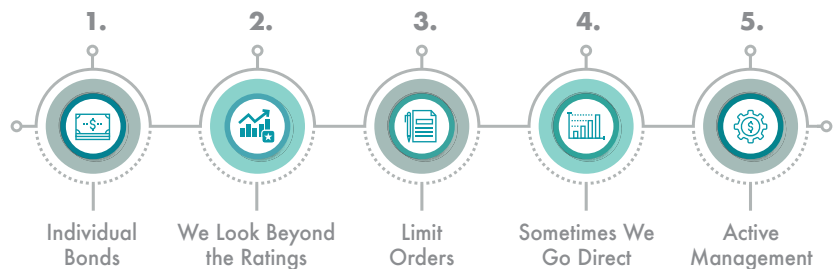 1.
2.
3.
4.
5.
$
$
Individual
Bonds
We Look Beyond
the Ratings
Limit
Orders
Sometimes We
Go Direct
Active
Management